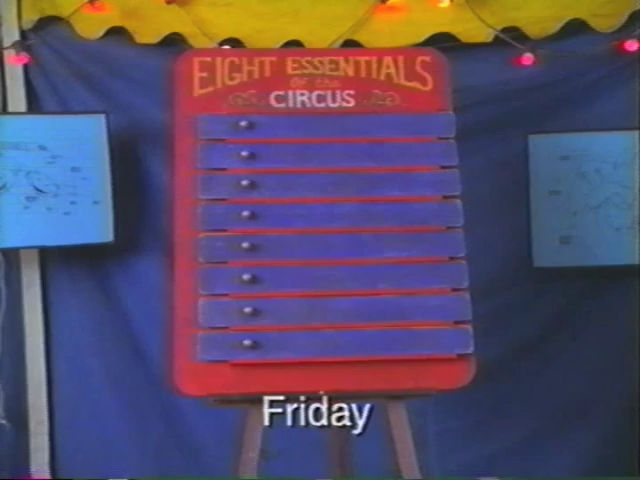 EIGHT ESSENTIALS
OF the
CIRCUS
Friday